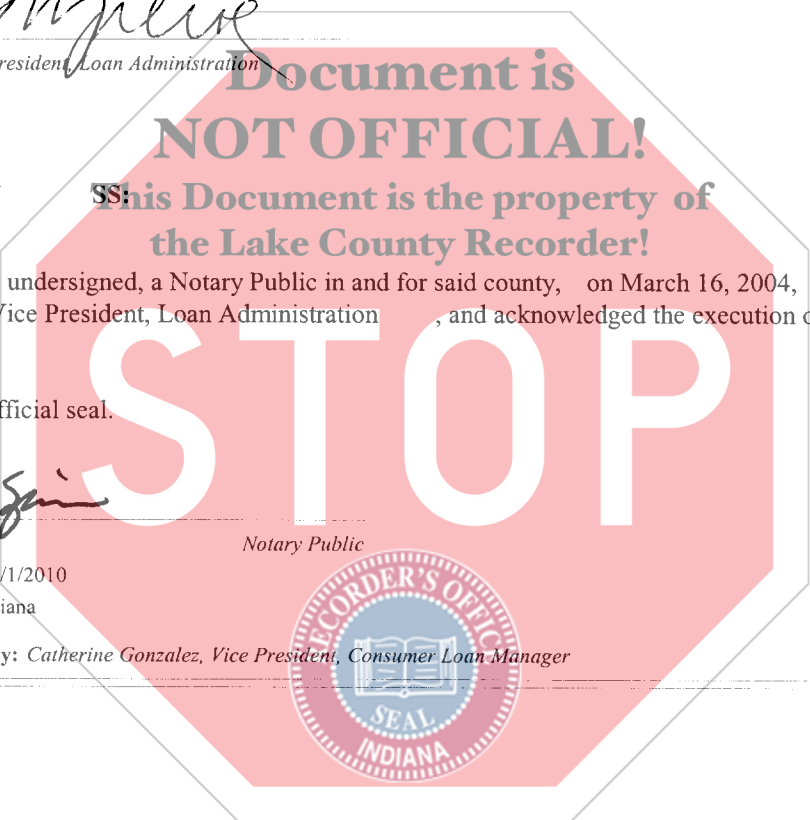 resident, Loan Administration
Document is
NOT OFFICIAL!
SS:
This Document is the property of
the Lake County Recorder!
undersigned, a Notary Public in and for said county, on March 16, 2004,
Vice President, Loan Administration , and acknowledged the execution o
STOP
fficial seal.
Notary Public
/1/2010
iana
y: Catherine Gonzalez, Vice President, Consumer Loan Manager
RECORDER'S OFFICE
SEAL
INDIANA